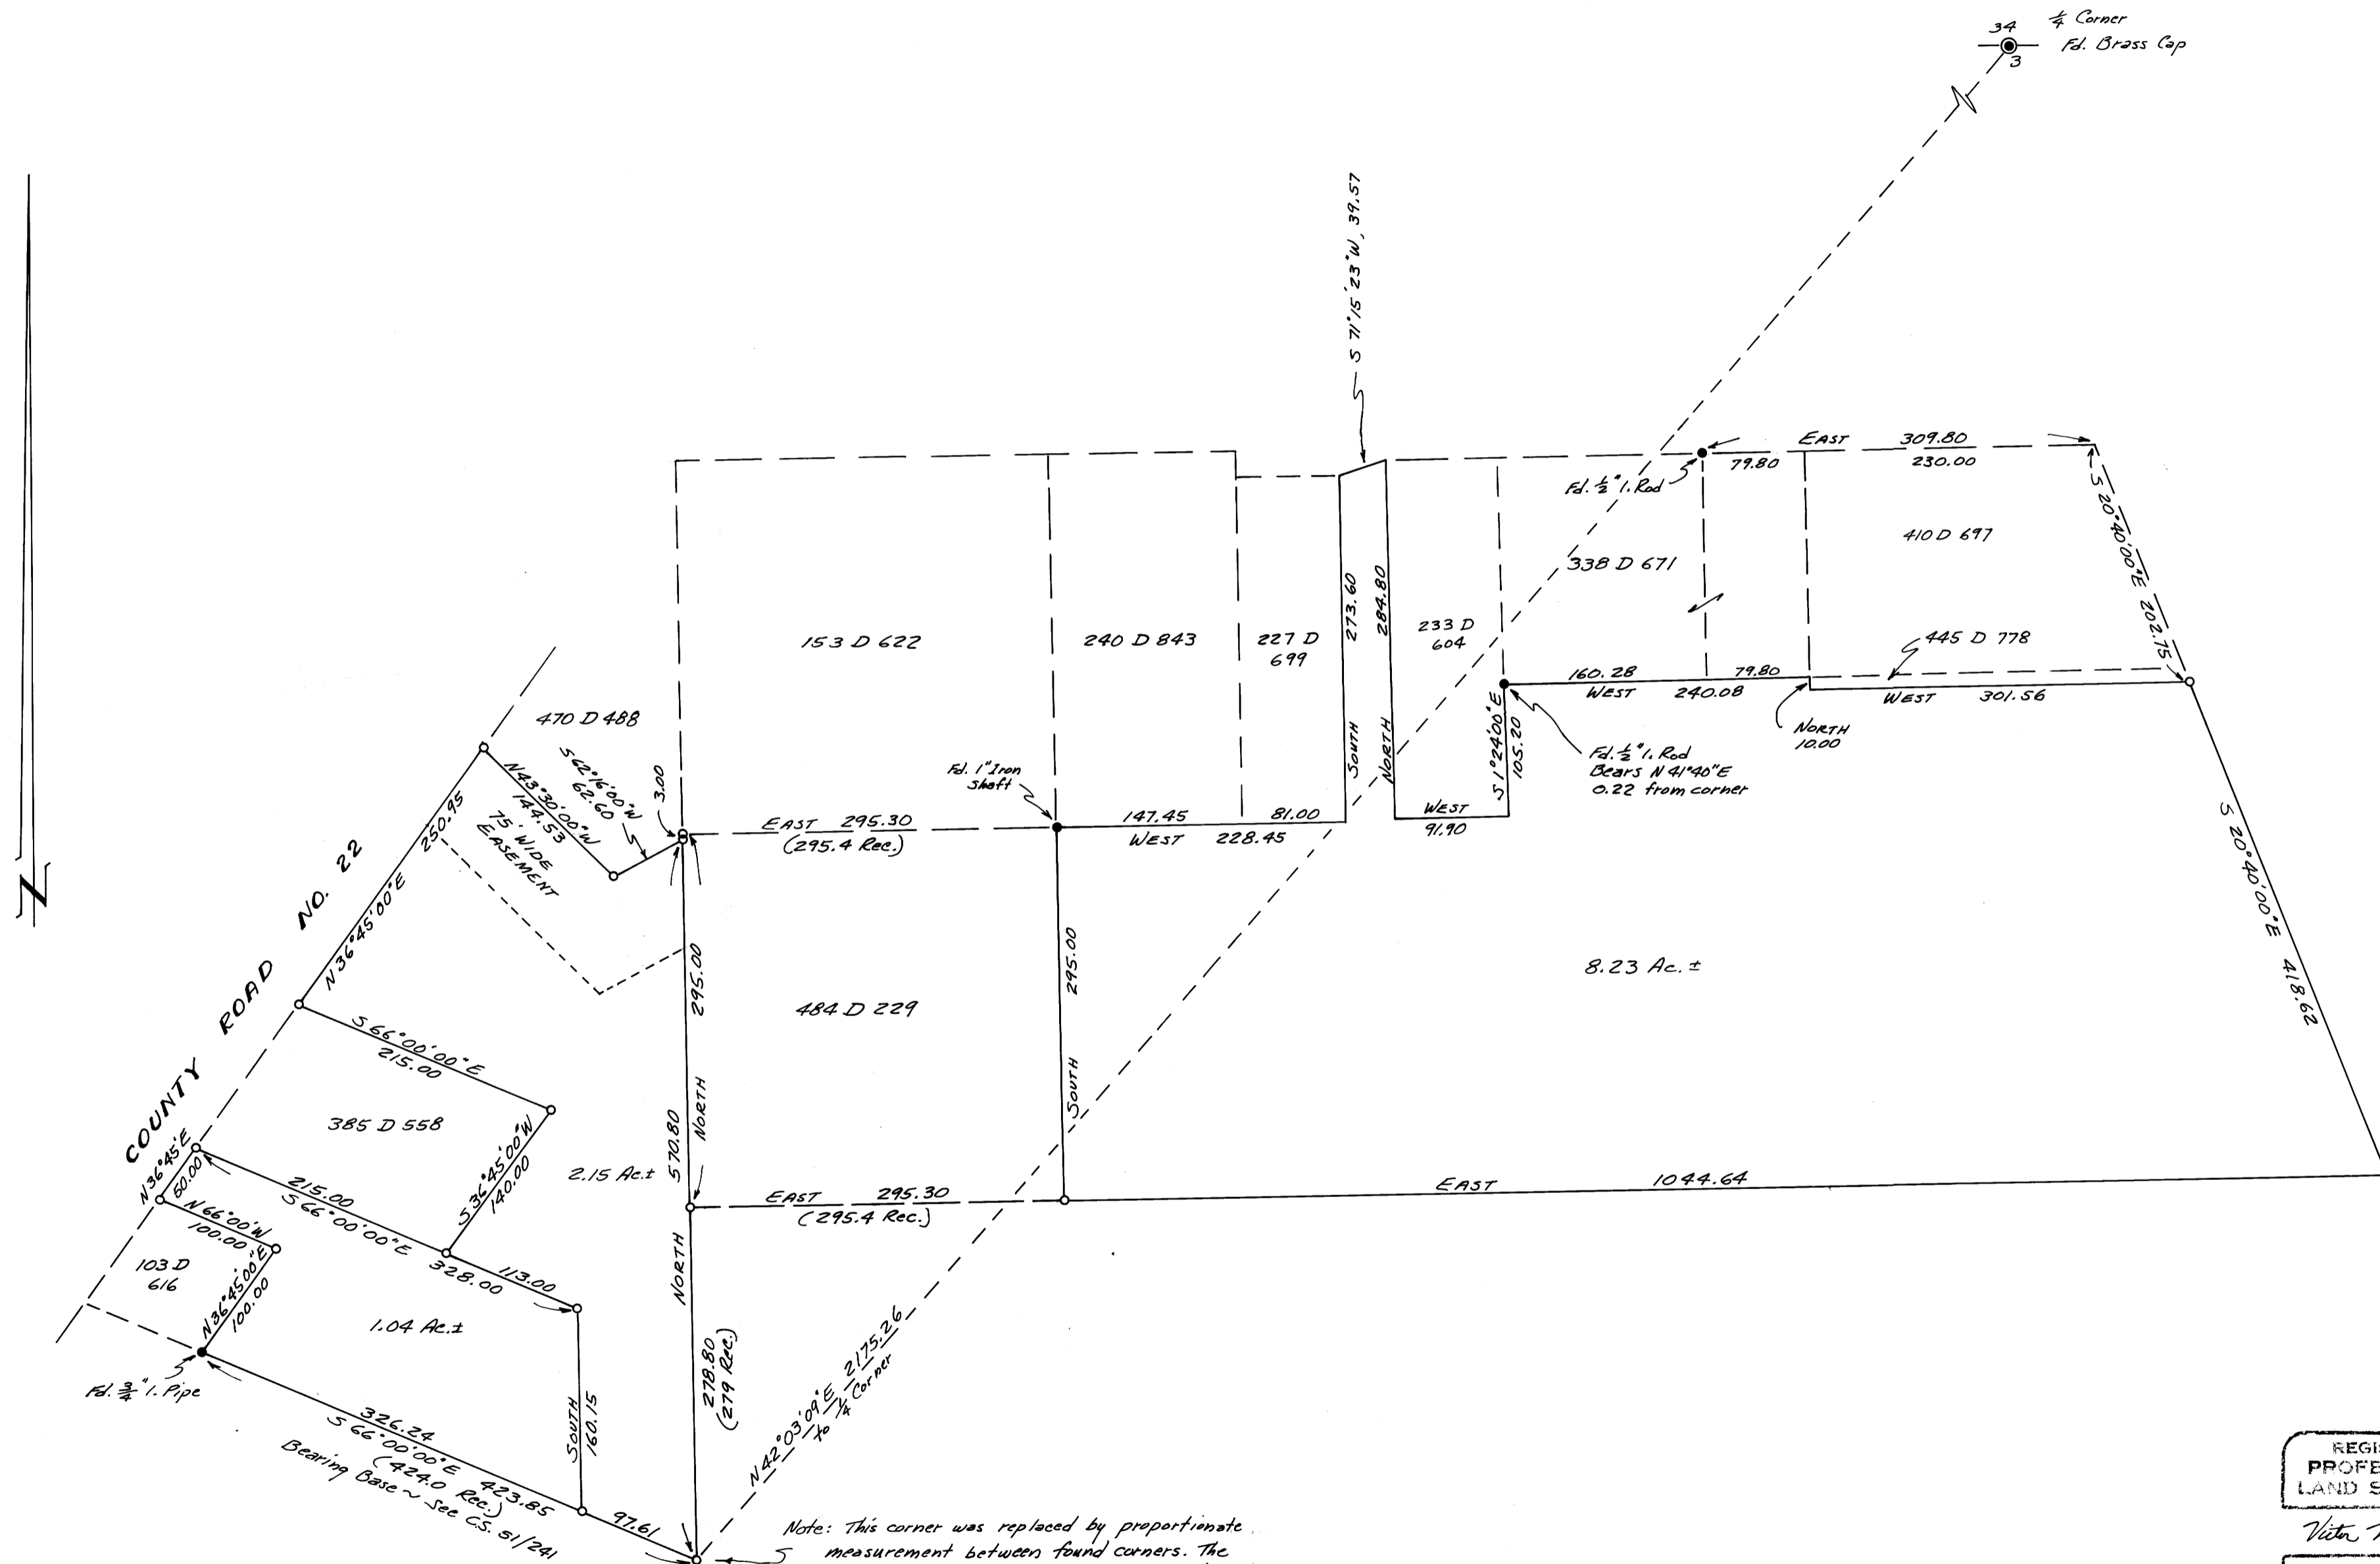 34
3
¼ Corner
Fd. Brass Cap
S 71°15'23"W, 39.57
EAST 309.80
79.80
230.00
Fd. ½" I. Rod
S 20°40'00"E 202.75
410 D 697
338 D 671
153 D 622
240 D 843
227 D
699
273.60
SOUTH
284.80
NORTH
233 D
604
445 D 778
160.28
79.80
WEST 240.08
WEST 301.56
NORTH
10.00
S 1°24'00"E
105.20
Fd. ½" I. Rod
Bears N 41°40"E
0.22 from corner
470 D 488
S 62°16'00"W
62.60
3.00
N43°30'00"W
144.53
75' WIDE
EASEMENT
250.95
N 36°45'00"E
Fd. 1" Iron
shaft
EAST 295.30
(295.4 Rec.)
147.45
81.00
WEST 228.45
WEST
91.90
S 20°40'00"E 418.62
COUNTY ROAD NO. 22
295.00
NORTH
570.80
484 D 229
295.00
SOUTH
8.23 Ac. ±
S 66°00'00"E
215.00
385 D 558
S 36°45'00"W
140.00
2.15 Ac.±
N 36°45'E
60.00
215.00
S 66°00'00"E
328.00
113.00
N 66°00'W
100.00
103 D
616
N 36°45'00"E
100.00
1.04 Ac.±
EAST 295.30
(295.4 Rec.)
EAST 1044.64
NORTH
278.80
(279 Rec.)
SOUTH
160.15
Fd. ¾" I. Pipe
326.24
S 66°00'00"E 423.85
(424.0 Rec.)
Bearing Base ~ See C.S. 51/241
97.61
N 42°03'09"E 2175.26
to ¼ Corner
Note: This corner was replaced by proportionate
measurement between found corners. The
LAND